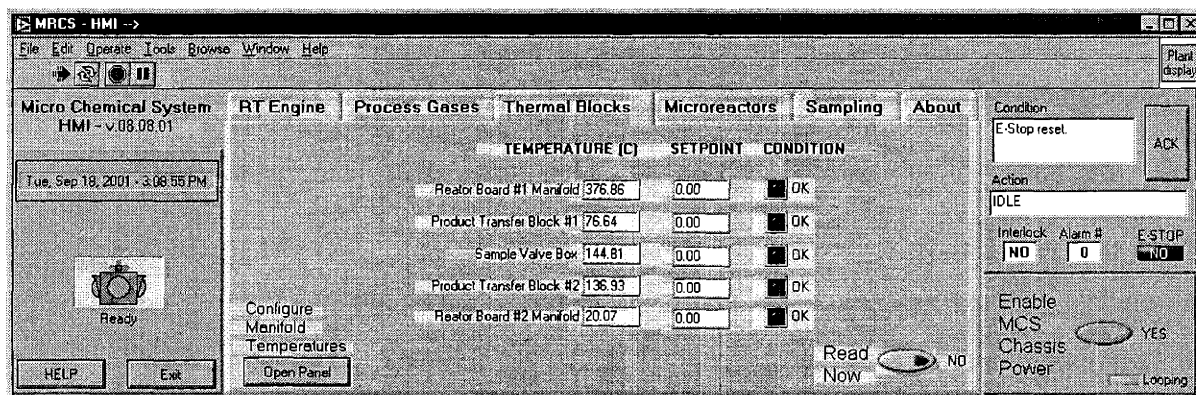 MRCS - HMI -->
File Edit Operate Tools Browse Window Help
Plant
display
Micro Chemical System
HMI - v.08.08.01
Tue, Sep 18, 2001 - 3:08:55 PM
Ready
HELP Exit
RT Engine Process Gases Thermal Blocks Microreactors Sampling About
TEMPERATURE (C) SETPOINT CONDITION
Reator Board #1 Manifold 376.86 0.00 OK
Product Transfer Block #1 76.64 0.00 OK
Sample Valve Box 144.81 0.00 OK
Product Transfer Block #2 136.93 0.00 OK
Reator Board #2 Manifold 20.07 0.00 OK
Configure
Manifold
Temperatures
Open Panel
Read
Now
NO
Condition
E-Stop reset.
ACK
Action
IDLE
Interlock Alarm # E-STOP
NO 0 NO
Enable
MCS
Chassis
Power
YES
Looping